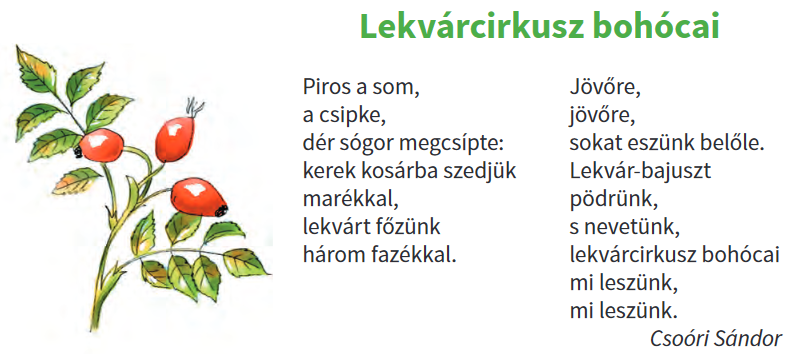 Lekvárcirkusz bohócai
Piros a som,
a csipke,
dér sógor megcsípte:
kerek kosárba szedjük
marékkal,
lekvárt főzünk
három fazékkal.
Jövőre,
jövőre,
sokat eszünk belőle.
Lekvár-bajuszt
pödrünk,
s nevetünk,
lekvárcirkusz bohócai
mi leszünk,
mi leszünk.
Csoóri Sándor